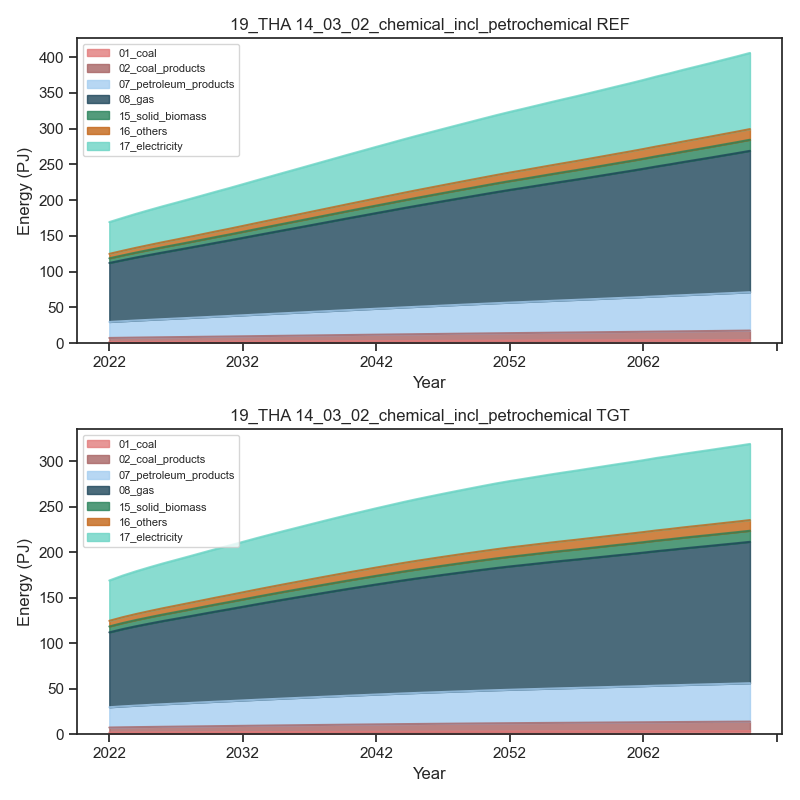 19_THA 14_03_02_chemical_incl_petrochemical REF
400
350
300
250
200
150
100
50
0
Energy (PJ)
01_coal
02_coal_products
07_petroleum_products
08_gas
15_solid_biomass
16_others
17_electricity
2022 2032 2042 2052 2062
Year
19_THA 14_03_02_chemical_incl_petrochemical TGT
300
250
200
150
100
50
0
Energy (PJ)
01_coal
02_coal_products
07_petroleum_products
08_gas
15_solid_biomass
16_others
17_electricity
2022 2032 2042 2052 2062
Year